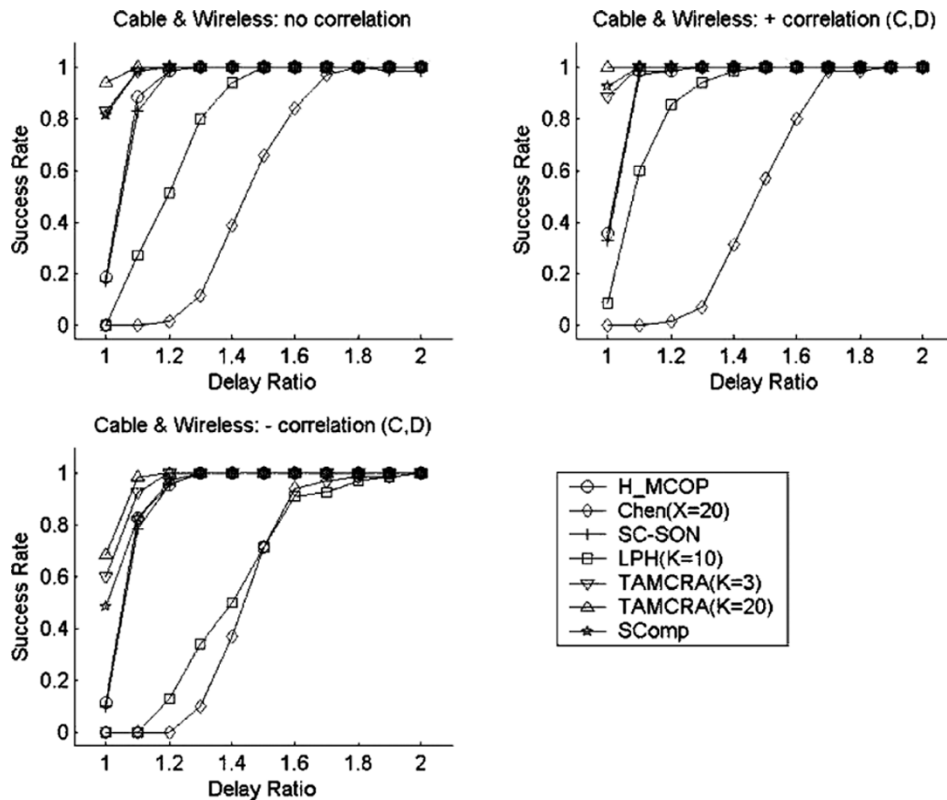 Cable & Wireless: no correlation
Success Rate
1
0.8
0.6
0.4
0.2
0
1 1.2 1.4 1.6 1.8 2
Delay Ratio
Cable & Wireless: + correlation (C,D)
Success Rate
1
0.8
0.6
0.4
0.2
0
1 1.2 1.4 1.6 1.8 2
Delay Ratio
Cable & Wireless: - correlation (C,D)
Success Rate
1
0.8
0.6
0.4
0.2
0
1 1.2 1.4 1.6 1.8 2
Delay Ratio
H_MCOP
Chen(X=20)
SC-SON
LPH(K=10)
TAMCRA(K=3)
TAMCRA(K=20)
SComp